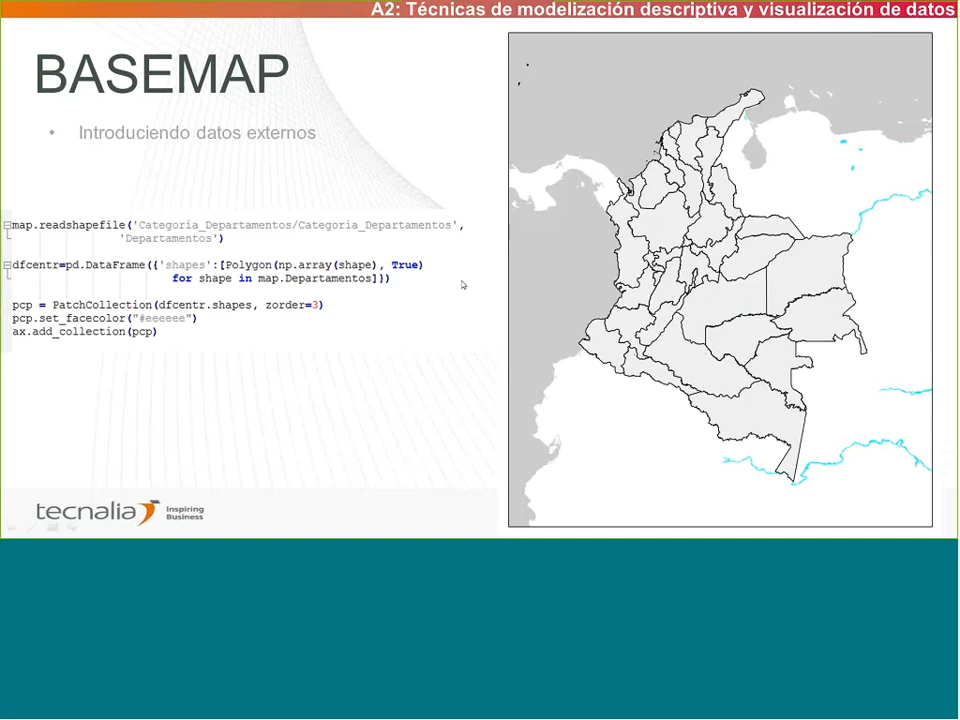 A2: Técnicas de modelización descriptiva y visualización de datos
BASEMAP
• Introduciendo datos externos
map.readshapefile('Categoria_Departamentos/Categoria_Departamentos',
'Departamentos')
dfcentr=pd.DataFrame({'shapes':[Polygon(np.array(shape), True)
for shape in map.Departamentos]})
pcp = PatchCollection(dfcentr.shapes, zorder=3)
pcp.set_facecolor("#eeeeee")
ax.add_collection(pcp)
tecnalia Inspiring
Business